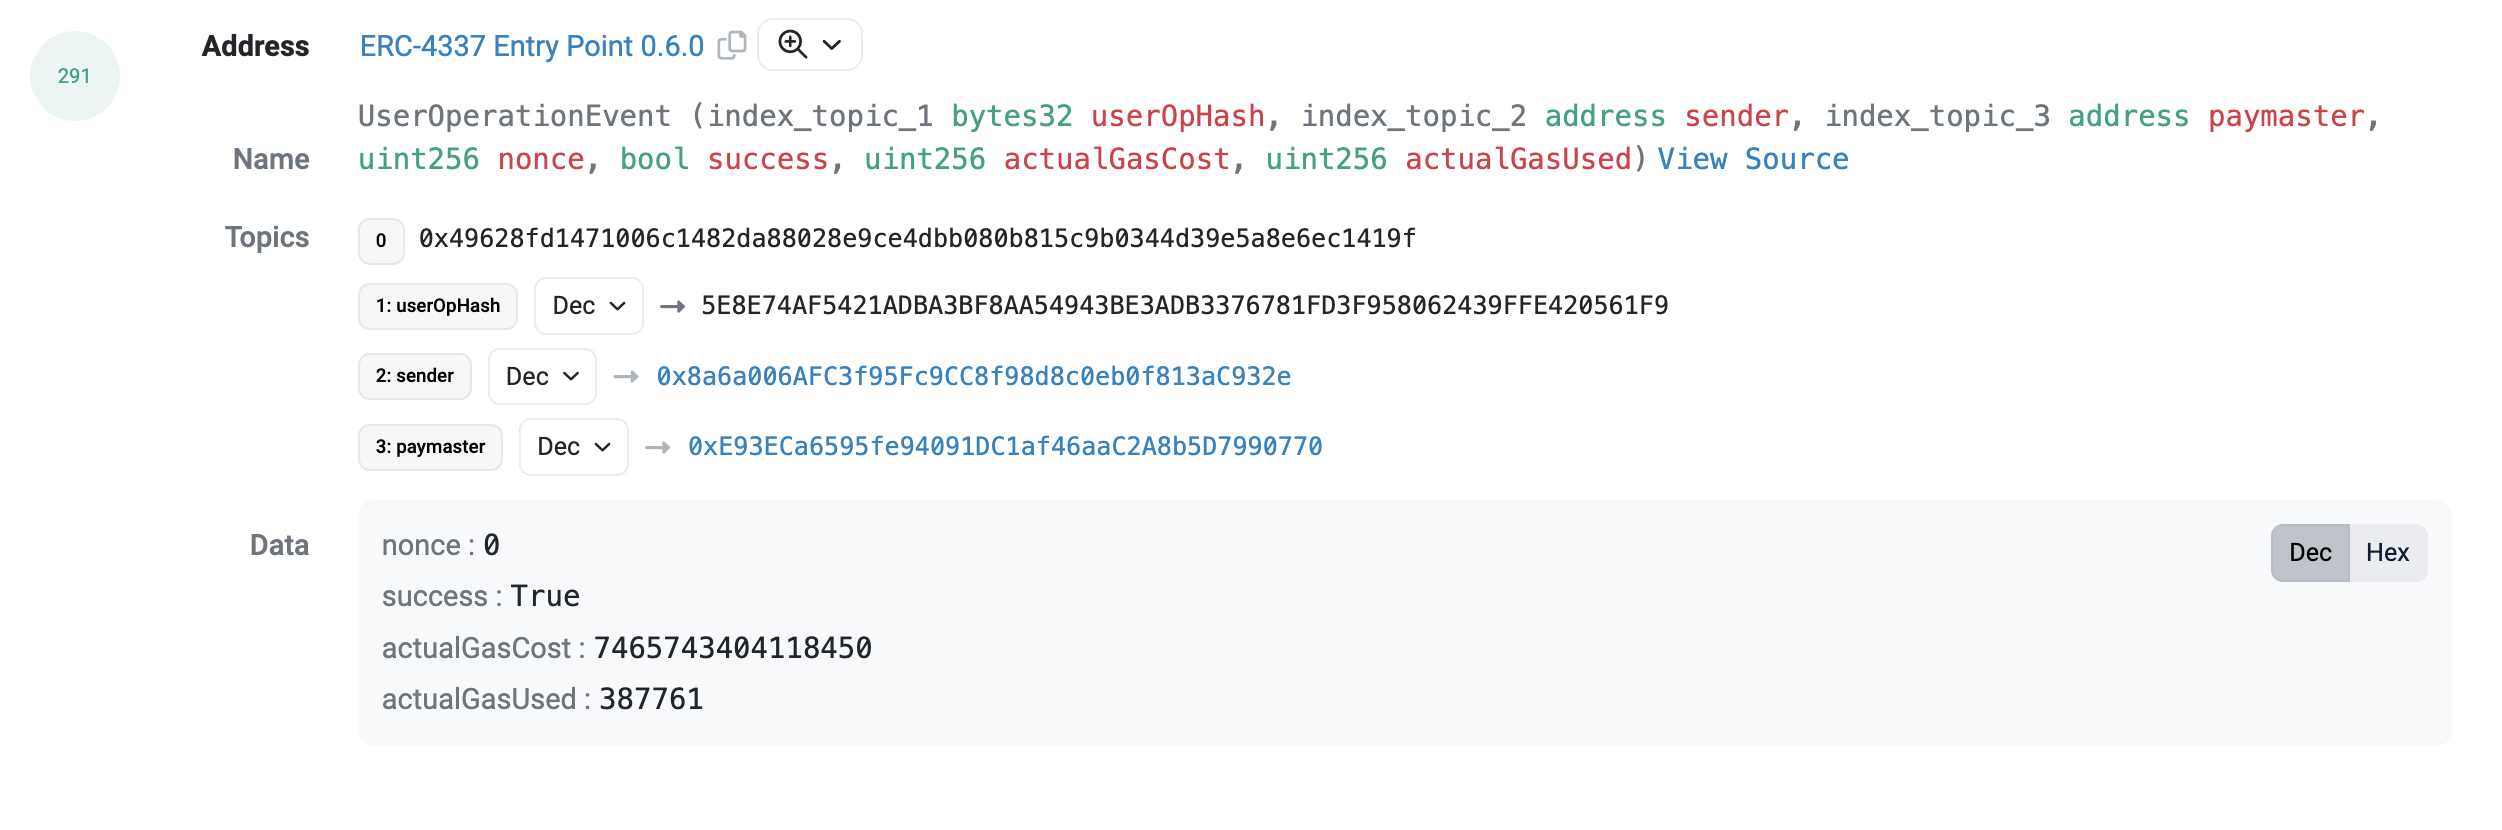 291
Address ERC-4337 Entry Point 0.6.0
UserOperationEvent (index_topic_1 bytes32 userOpHash, index_topic_2 address sender, index_topic_3 address paymaster,
Name uint256 nonce, bool success, uint256 actualGasCost, uint256 actualGasUsed) View Source
Topics 0 0x49628fd1471006c1482da88028e9ce4dbb080b815c9b0344d39e5a8e6ec1419f
1: userOpHash Dec → 5E8E74AF5421ADBA3BF8AA54943BE3ADB3376781FD3F958062439FFE420561F9
2: sender Dec → 0x8a6a006AFC3f95Fc9CC8f98d8c0eb0f813aC932e
3: paymaster Dec → 0xE93ECa6595fe94091DC1af46aaC2A8b5D7990770
Data nonce : 0 Dec Hex
success : True
actualGasCost : 7465743404118450
actualGasUsed : 387761